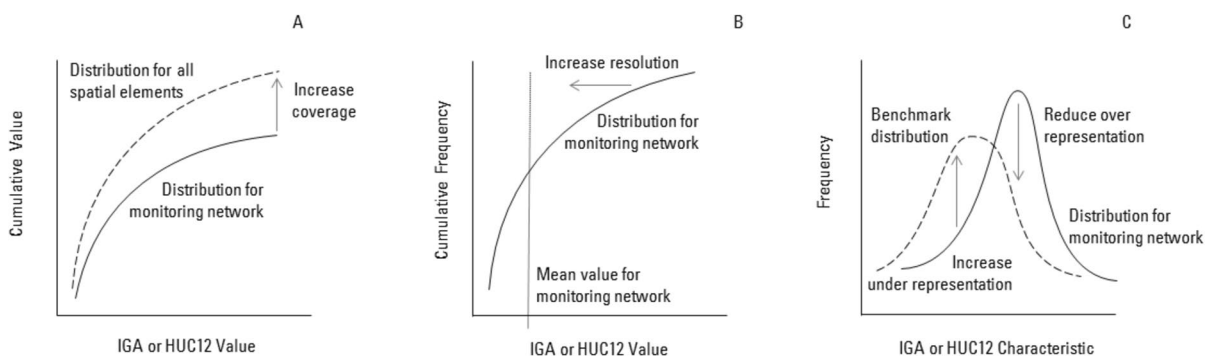 A
Distribution for all
spatial elements
Increase
coverage
Distribution for
monitoring network
Cumulative Value
IGA or HUC12 Value
B
Increase resolution
Distribution for
monitoring network
Mean value for
monitoring network
Cumulative Frequency
IGA or HUC12 Value
C
Benchmark
distribution
Reduce over
representation
Distribution for
monitoring network
Increase
under representation
Frequency
IGA or HUC12 Characteristic